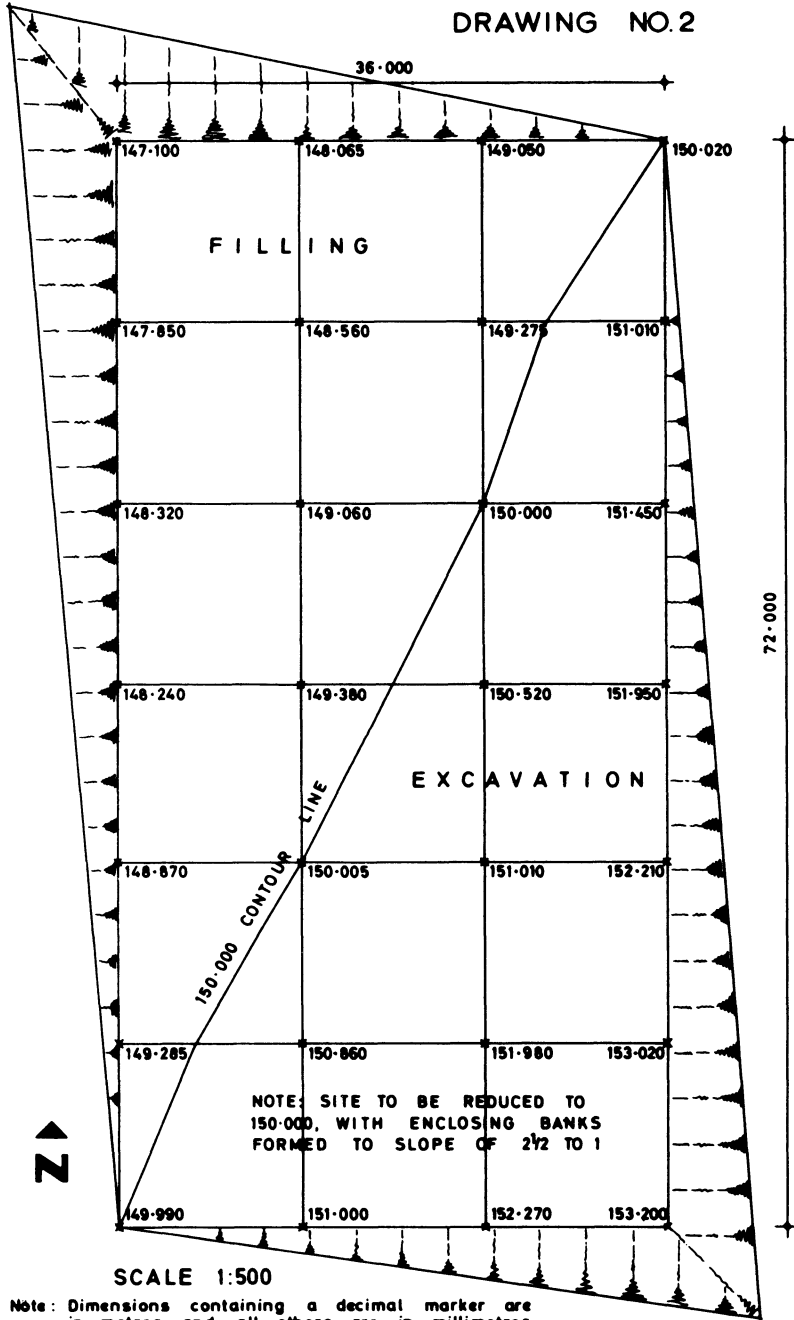 DRAWING NO. 2
36·000
147·100 148·065 149·050 150·020
FILLING
147·850 148·560 149·275 151·010
148·320 149·060 150·000 151·450
72·000
148·240 149·380 150·520 151·950
EXCAVATION
150·000 CONTOUR LINE
148·870 150·005 151·010 152·210
149·285 150·860 151·980 153·020
NOTE: SITE TO BE REDUCED TO
150·000, WITH ENCLOSING BANKS
FORMED TO SLOPE OF 2½ TO 1
N
149·990 151·000 152·270 153·200
SCALE 1:500
Note: Dimensions containing a decimal marker are
in metres and all others are in millimetres